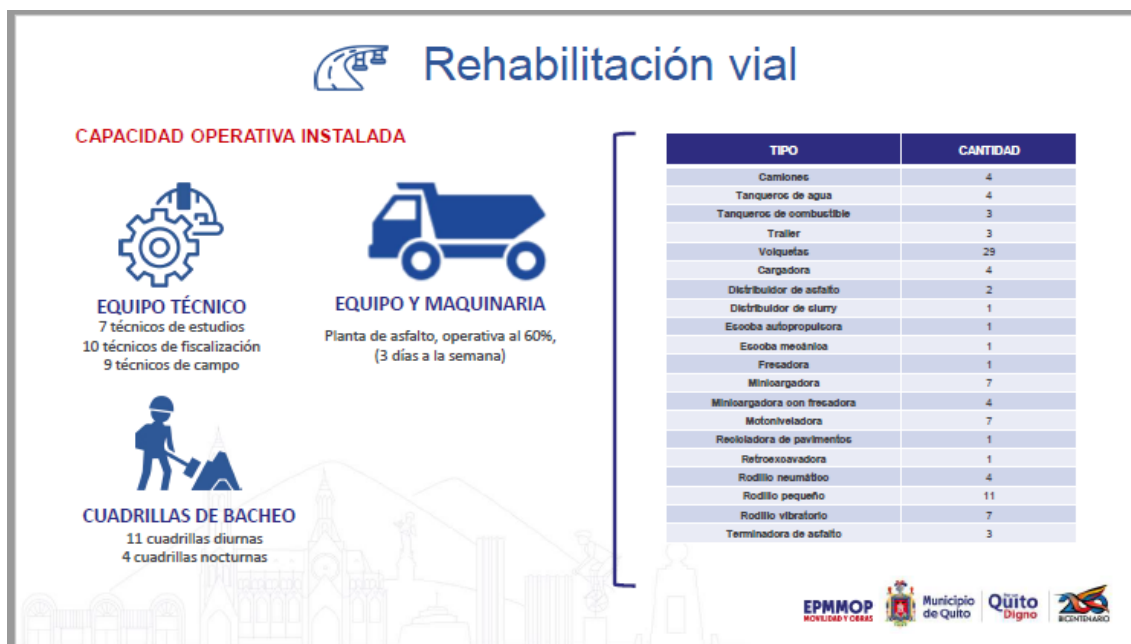 Rehabilitación vial
CAPACIDAD OPERATIVA INSTALADA
EQUIPO TÉCNICO
7 técnicos de estudios
10 técnicos de fiscalización
9 técnicos de campo
EQUIPO Y MAQUINARIA
Planta de asfalto, operativa al 60%,
(3 días a la semana)
CUADRILLAS DE BACHEO
11 cuadrillas diurnas
4 cuadrillas nocturnas
TIPO CANTIDAD
Camiones 4
Tanqueros de agua 4
Tanqueros de combustible 3
Trailer 3
Volquetas 29
Cargadora 4
Distribuidor de asfalto 2
Distribuidor de slurry 1
Escoba autopropulsora 1
Escoba mecánica 1
Fresadora 1
Minicargadora 7
Minicargadora con fresadora 4
Motoniveladora 7
Recicladora de pavimentos 1
Retroexcavadora 1
Rodillo neumático 4
Rodillo pequeño 11
Rodillo vibratorio 7
Terminadora de asfalto 3
EPMMOP
MOVILIDAD Y OBRAS
Municipio
de Quito
Quito
Digno
BICENTENARIO